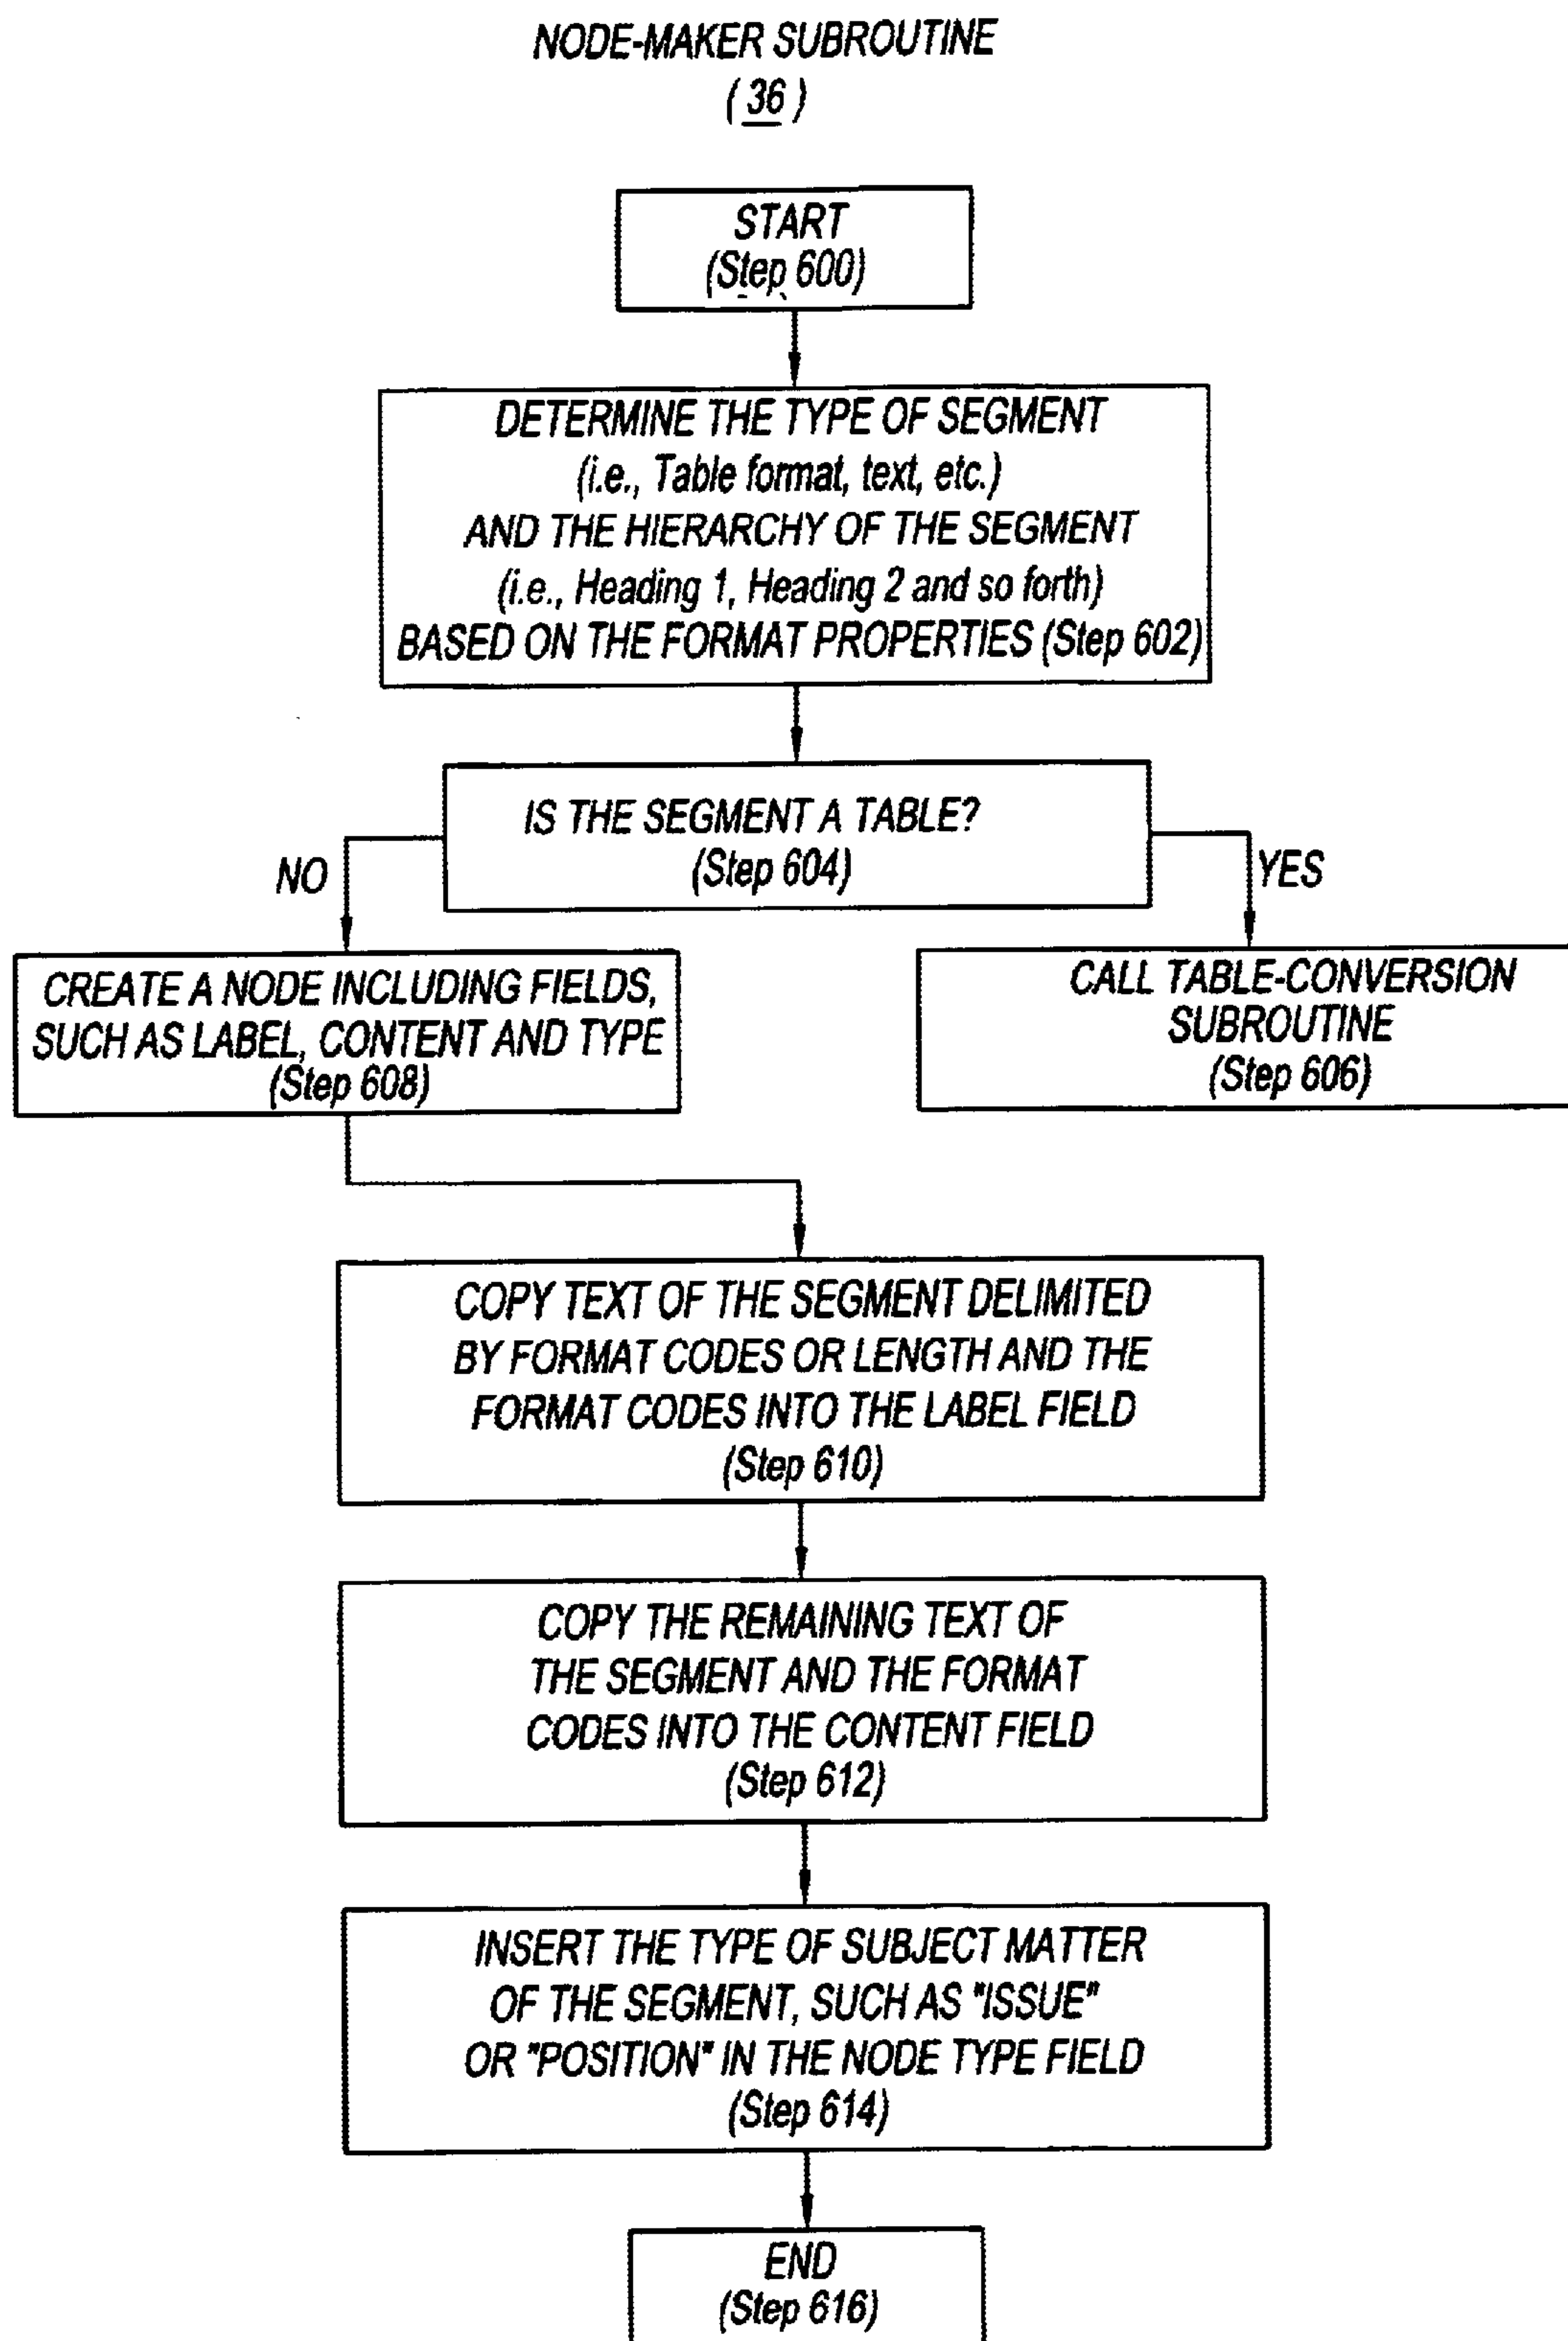 NODE-MAKER SUBROUTINE
(36)
START
(Step 600)
DETERMINE THE TYPE OF SEGMENT
(i.e., Table format, text, etc.)
AND THE HIERARCHY OF THE SEGMENT
(i.e., Heading 1, Heading 2 and so forth)
BASED ON THE FORMAT PROPERTIES (Step 602)
IS THE SEGMENT A TABLE?
(Step 604)
NO
YES
CREATE A NODE INCLUDING FIELDS,
SUCH AS LABEL, CONTENT AND TYPE
(Step 608)
CALL TABLE-CONVERSION
SUBROUTINE
(Step 606)
COPY TEXT OF THE SEGMENT DELIMITED
BY FORMAT CODES OR LENGTH AND THE
FORMAT CODES INTO THE LABEL FIELD
(Step 610)
COPY THE REMAINING TEXT OF
THE SEGMENT AND THE FORMAT
CODES INTO THE CONTENT FIELD
(Step 612)
INSERT THE TYPE OF SUBJECT MATTER
OF THE SEGMENT, SUCH AS "ISSUE"
OR "POSITION" IN THE NODE TYPE FIELD
(Step 614)
END
(Step 616)